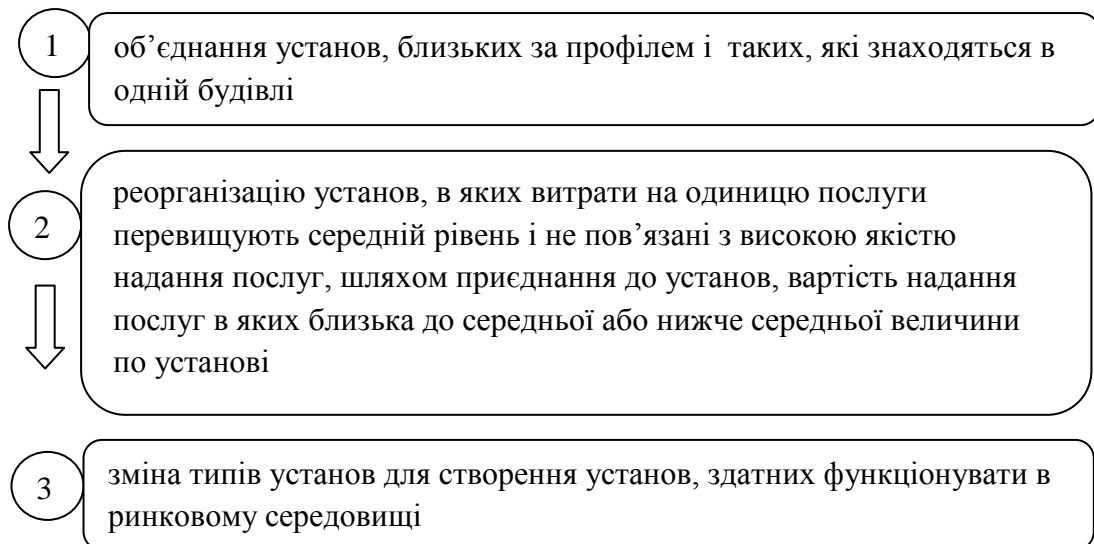 1
об’єднання установ, близьких за профілем і таких, які знаходяться в
одній будівлі
2
реорганізацію установ, в яких витрати на одиницю послуги
перевищують середній рівень і не пов’язані з високою якістю
надання послуг, шляхом приєднання до установ, вартість надання
послуг в яких близька до середньої або нижче середньої величини
по установі
3
зміна типів установ для створення установ, здатних функціонувати в
ринковому середовищі